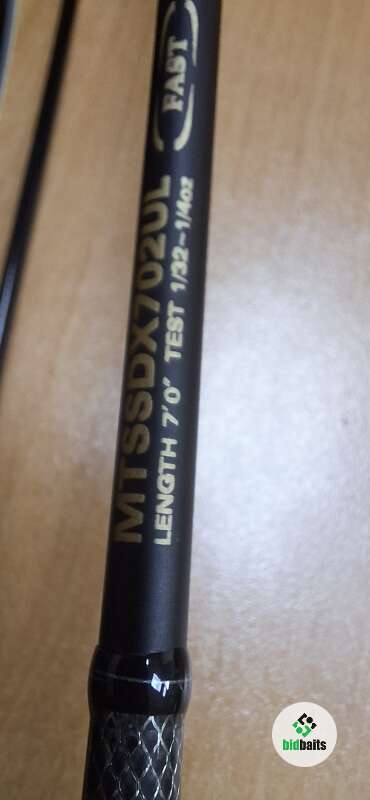 FAST
MTSSDX702UL
LENGTH 7'0" TEST 1/32~1/4oz
bidbaits